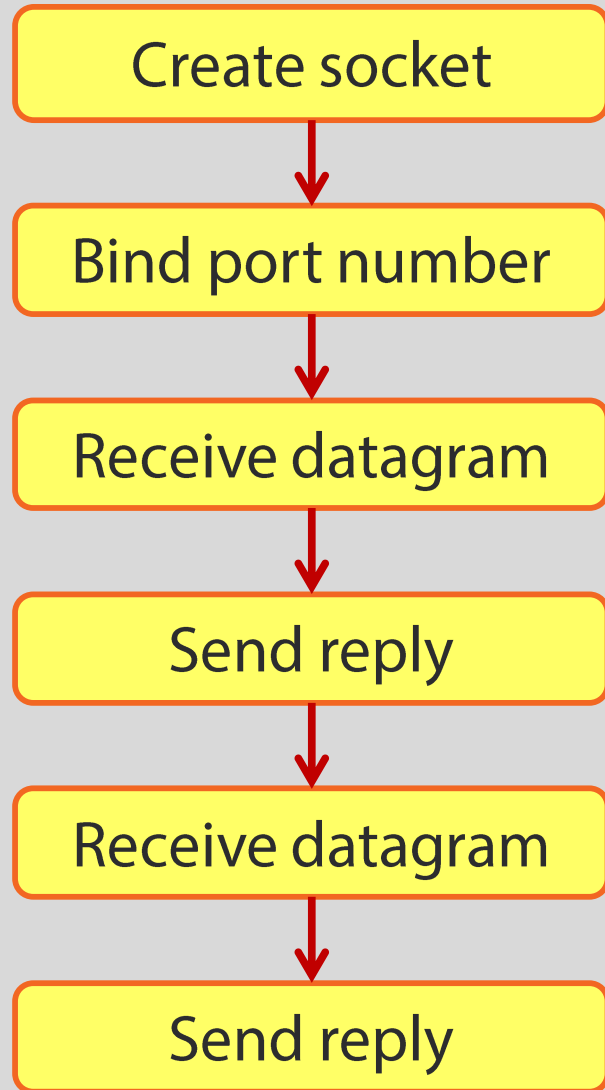 Create socket
Bind port number
Receive datagram
Send reply
Receive datagram
Send reply